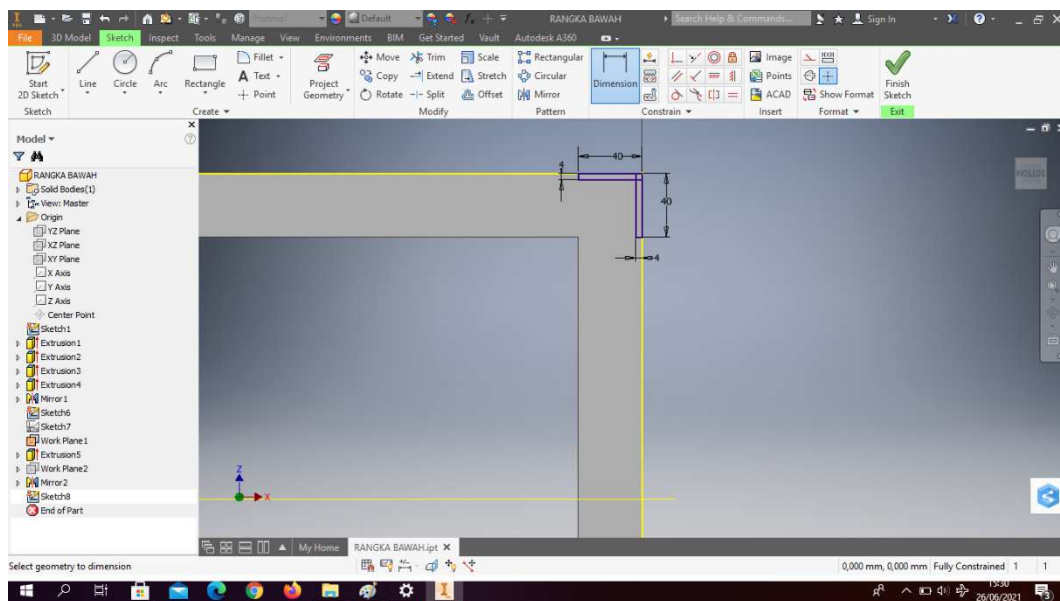 Material
Default
RANGKA BAWAH
Search Help & Commands...
Sign In
File 3D Model Sketch Inspect Tools Manage View Environments BIM Get Started Vault Autodesk A360
Start 2D Sketch
Line
Circle
Arc
Rectangle
Fillet
Text
Point
Project Geometry
Move Trim Scale
Copy Extend Stretch
Rotate Split Offset
Rectangular
Circular
Mirror
Dimension
Image
Points
ACAD
Show Format
Finish Sketch
Sketch Create Modify Pattern Constrain Insert Format Exit
Model
RANGKA BAWAH
Solid Bodies(1)
View: Master
Origin
YZ Plane
XZ Plane
XY Plane
X Axis
Y Axis
Z Axis
Center Point
Sketch1
Extrusion1
Extrusion2
Extrusion3
Extrusion4
Mirror1
Sketch6
Sketch7
Work Plane1
Extrusion5
Work Plane2
Mirror2
Sketch8
End of Part
40
4
40
4
BOTTOM
Z
X
My Home RANGKA BAWAH.ipt
Select geometry to dimension
0,000 mm, 0,000 mm Fully Constrained 1 1
15:30
26/06/2021